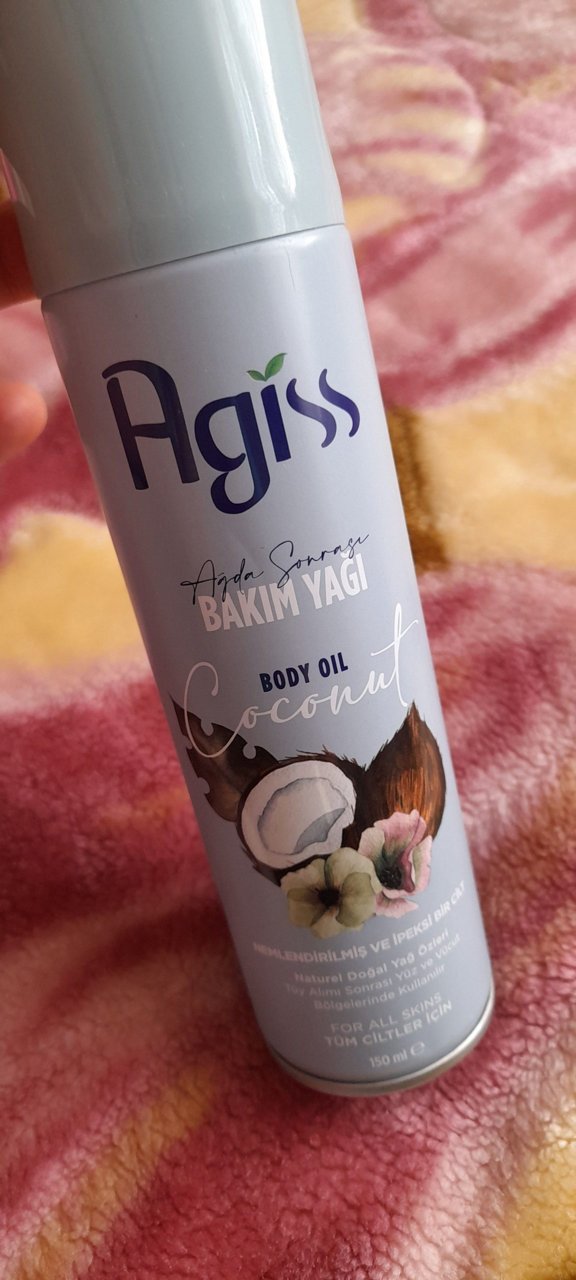 Agiss
Ağda Sonrası
BAKIM YAĞI
BODY OIL
Coconut
NEMLENDİRİLMİŞ VE İPEKSİ BİR CİLT
Naturel Doğal Yağ Özleri
Tüy Alımı Sonrası Yüz ve Vücut
Bölgelerinde Kullanılır.
FOR ALL SKINS
TÜM CİLTLER İÇİN
150 ml ℮